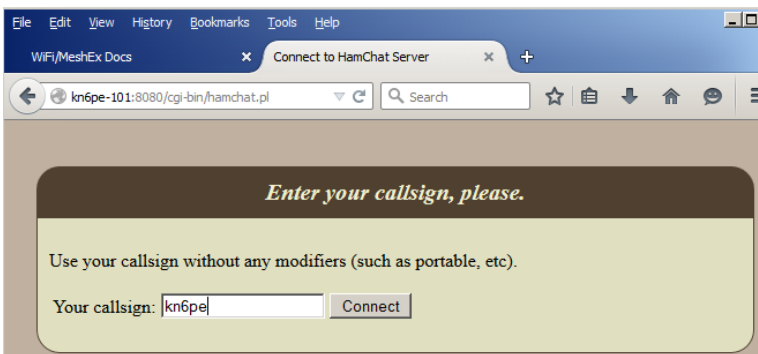 File Edit View History Bookmarks Tools Help
WiFi/MeshEx Docs Connect to HamChat Server
kn6pe-101:8080/cgi-bin/hamchat.pl Search
Enter your callsign, please.
Use your callsign without any modifiers (such as portable, etc).
Your callsign: kn6pe Connect